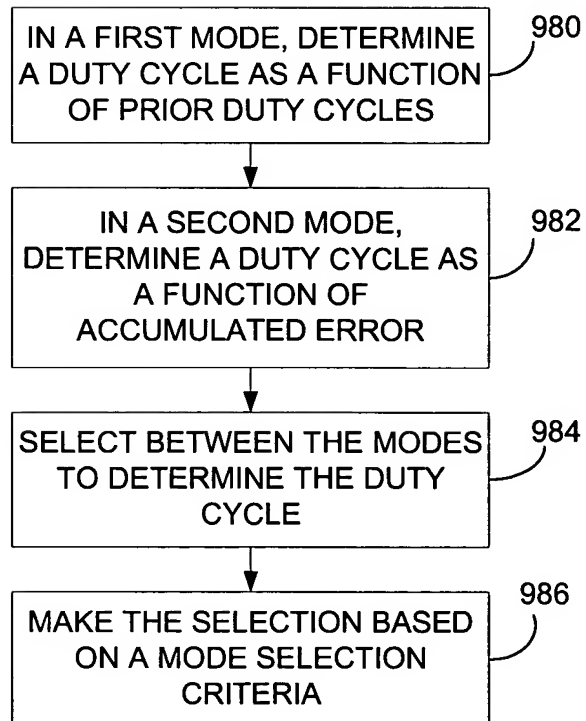 IN A FIRST MODE, DETERMINE
A DUTY CYCLE AS A FUNCTION
OF PRIOR DUTY CYCLES
980
IN A SECOND MODE,
DETERMINE A DUTY CYCLE AS
A FUNCTION OF
ACCUMULATED ERROR
982
SELECT BETWEEN THE MODES
TO DETERMINE THE DUTY
CYCLE
984
MAKE THE SELECTION BASED
ON A MODE SELECTION
CRITERIA
986